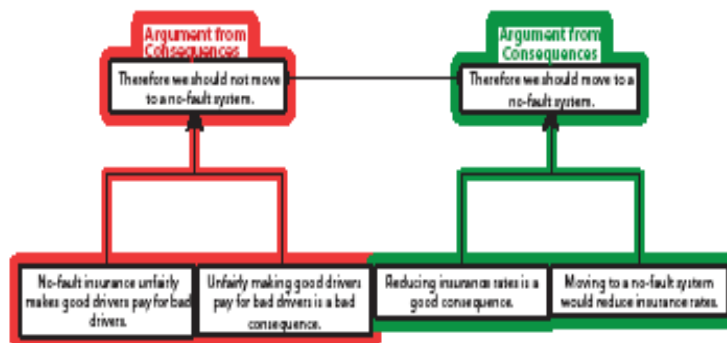 Argument from
Consequences
Therefore we should not move
to a no-fault system.
Argument from
Consequences
Therefore we should move to a
no-fault system.
No-fault insurance unfairly
makes good drivers pay for bad
drivers.
Unfairly making good drivers
pay for bad drivers is a bad
consequence.
Reducing insurance rates is a
good consequence.
Moving to a no-fault system
would reduce insurance rates.